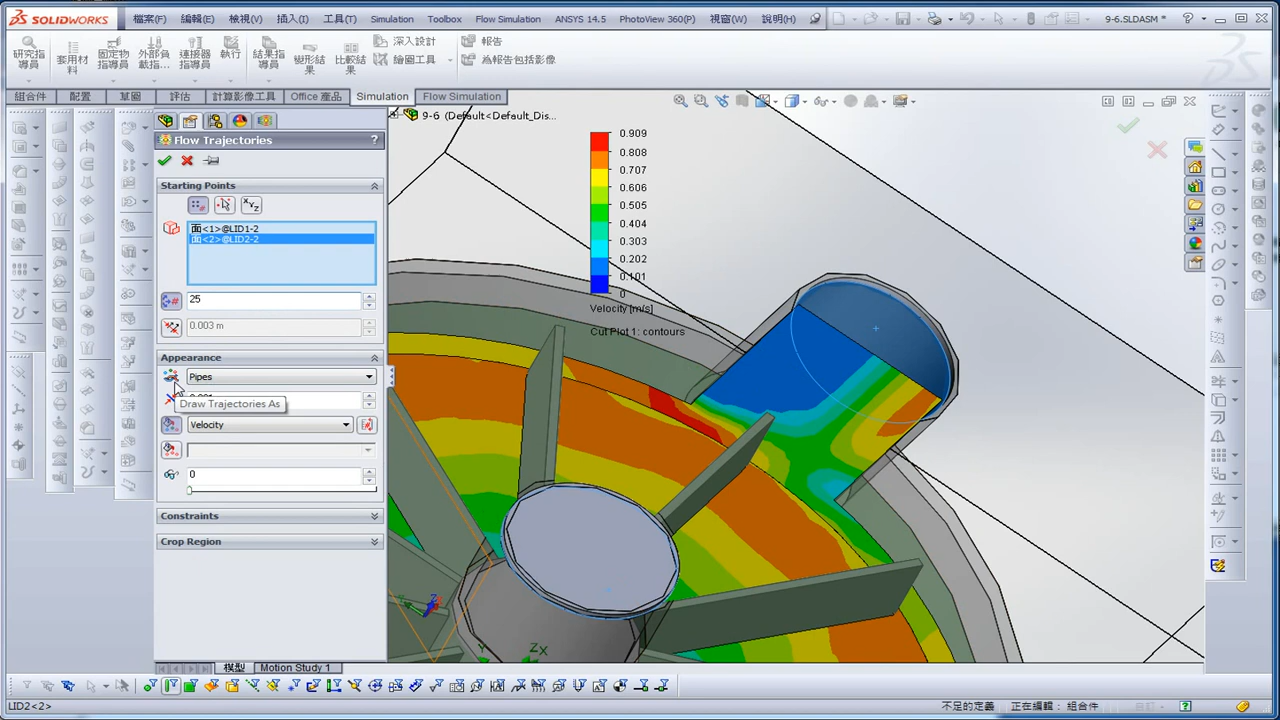 SOLIDWORKS
檔案(F) 編輯(E) 檢視(V) 插入(I) 工具(T) Simulation Toolbox Flow Simulation ANSYS 14.5 PhotoView 360(P) 視窗(W) 說明(H)
9-6.SLDASM *
研究指導員
套用材料
固定物指導員
外部負載指...
連接器指導員
執行
結果指導員
變形結果
比較結果
深入設計
繪圖工具
報告
為報告包括影像
組合件 配置 草圖 評估 計算影像工具 Office 產品 Simulation Flow Simulation
Flow Trajectories
?
Starting Points
面<1>@LID1-2
面<2>@LID2-2
25
0.003 m
Appearance
Pipes
Draw Trajectories As
Velocity
0
Constraints
Crop Region
9-6 (Default<Default_Dis...
0.909
0.808
0.707
0.606
0.505
0.404
0.303
0.202
0.101
0
Velocity [m/s]
Cut Plot 1: contours
模型 Motion Study 1
LID2<2>
不足的定義 正在編輯：組合件